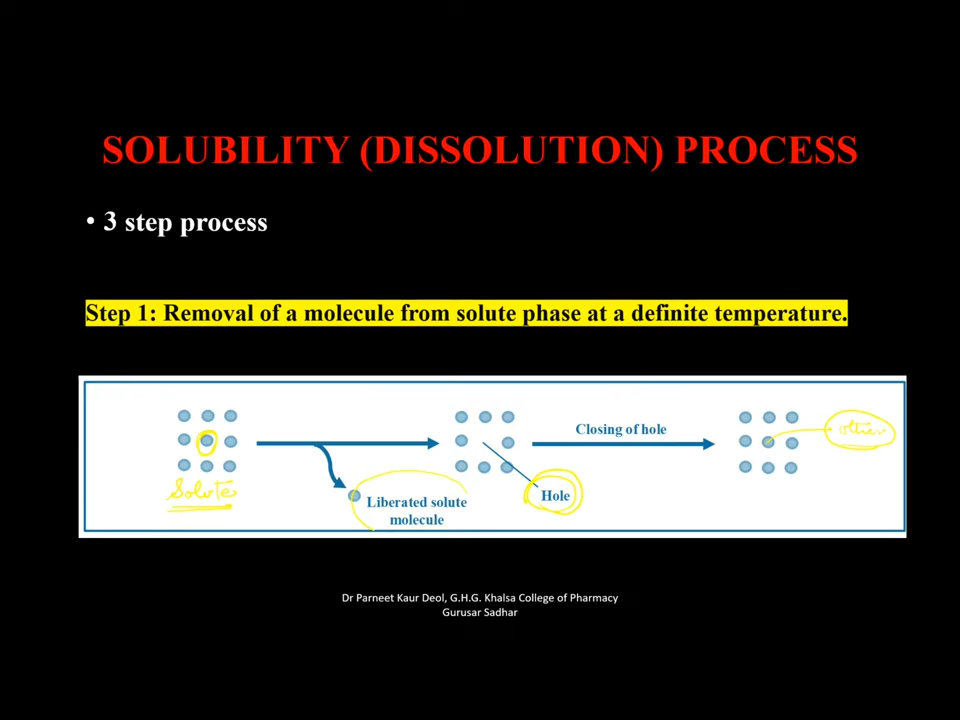 SOLUBILITY (DISSOLUTION) PROCESS
• 3 step process
Step 1: Removal of a molecule from solute phase at a definite temperature.
Closing of hole
Solute
Liberated solute
molecule
Hole
Dr Parneet Kaur Deol, G.H.G. Khalsa College of Pharmacy
Gurusar Sadhar